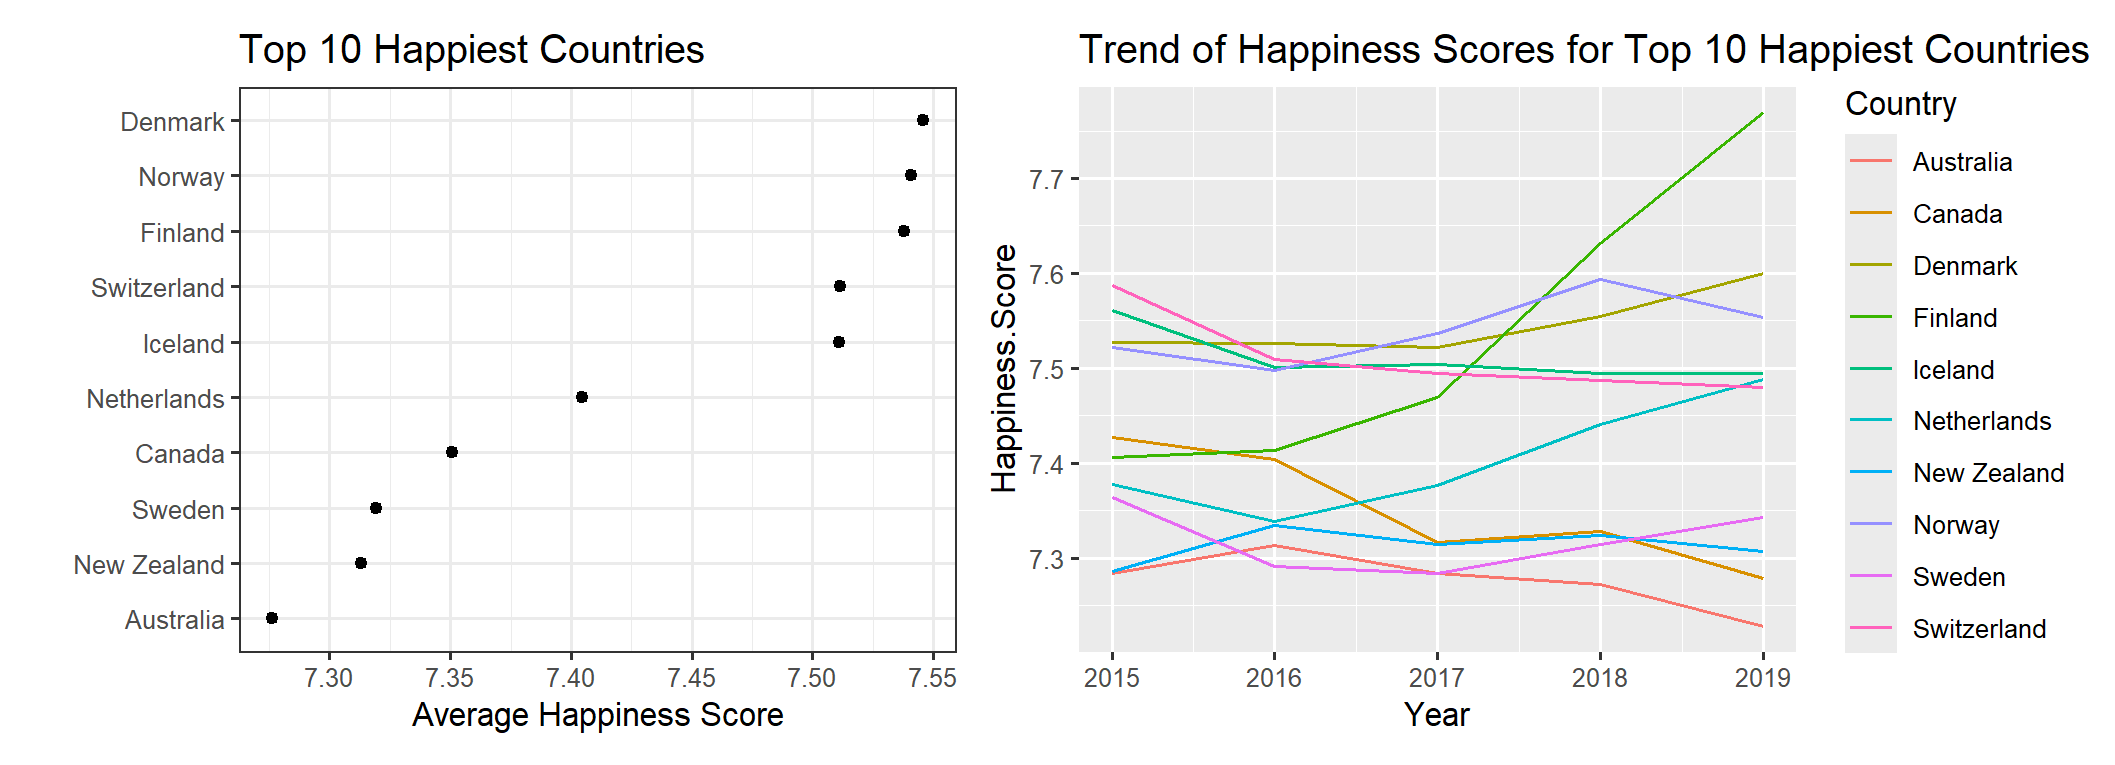 Top 10 Happiest Countries
Denmark
Norway
Finland
Switzerland
Iceland
Netherlands
Canada
Sweden
New Zealand
Australia
7.30 7.35 7.40 7.45 7.50 7.55
Average Happiness Score
Trend of Happiness Scores for Top 10 Happiest Countries
Happiness.Score
7.7
7.6
7.5
7.4
7.3
2015 2016 2017 2018 2019
Year
Country
Australia
Canada
Denmark
Finland
Iceland
Netherlands
New Zealand
Norway
Sweden
Switzerland